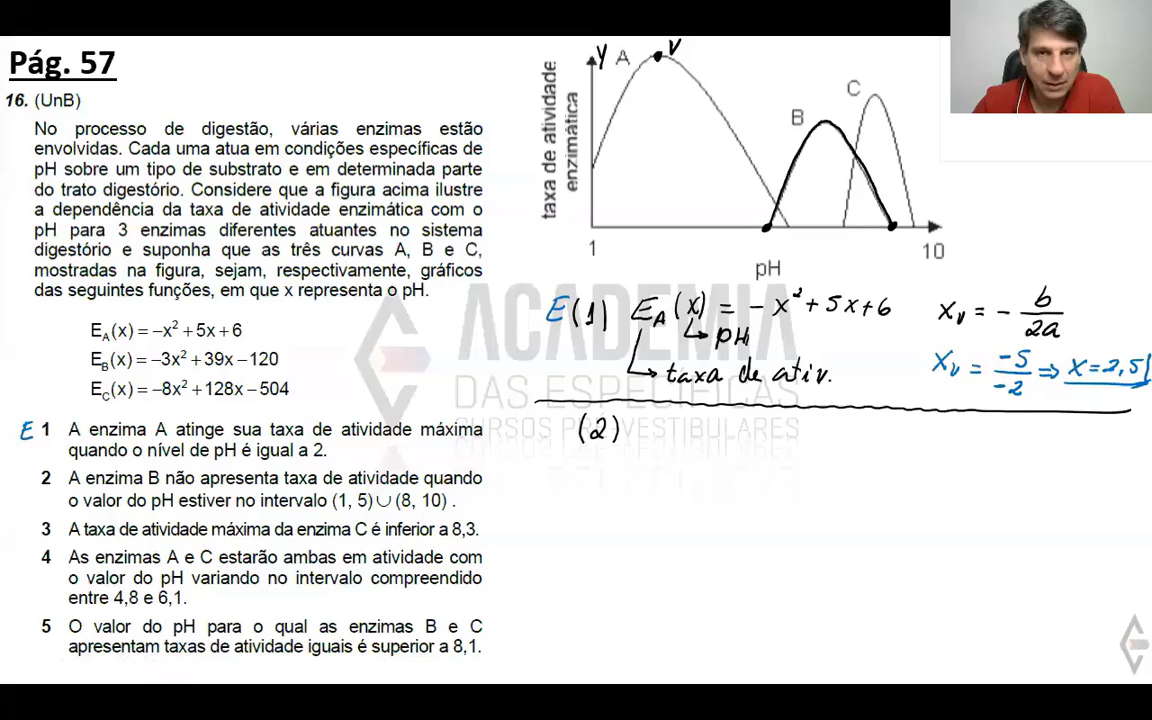 Pág. 57
16. (UnB)
No processo de digestão, várias enzimas estão
envolvidas. Cada uma atua em condições específicas de
pH sobre um tipo de substrato e em determinada parte
do trato digestório. Considere que a figura acima ilustre
a dependência da taxa de atividade enzimática com o
pH para 3 enzimas diferentes atuantes no sistema
digestório e suponha que as três curvas A, B e C,
mostradas na figura, sejam, respectivamente, gráficos
das seguintes funções, em que x representa o pH.
E_A(x) = −x² + 5x + 6
E_B(x) = −3x² + 39x − 120
E_C(x) = −8x² + 128x − 504
E 1 A enzima A atinge sua taxa de atividade máxima
quando o nível de pH é igual a 2.
2 A enzima B não apresenta taxa de atividade quando
o valor do pH estiver no intervalo (1, 5) ∪ (8, 10) .
3 A taxa de atividade máxima da enzima C é inferior a 8,3.
4 As enzimas A e C estarão ambas em atividade com
o valor do pH variando no intervalo compreendido
entre 4,8 e 6,1.
5 O valor do pH para o qual as enzimas B e C
apresentam taxas de atividade iguais é superior a 8,1.
taxa de atividade
enzimática
y A V
B
C
1
10
pH
E (1) E_A (x) = − x² + 5x + 6
pH
taxa de ativ.
x_v = − b/2a
x_v = −5/−2 ⇒ x = 2,5
(2)
ACADEMIA
DAS ESPECÍFICAS
CURSOS PRÉ-VESTIBULARES